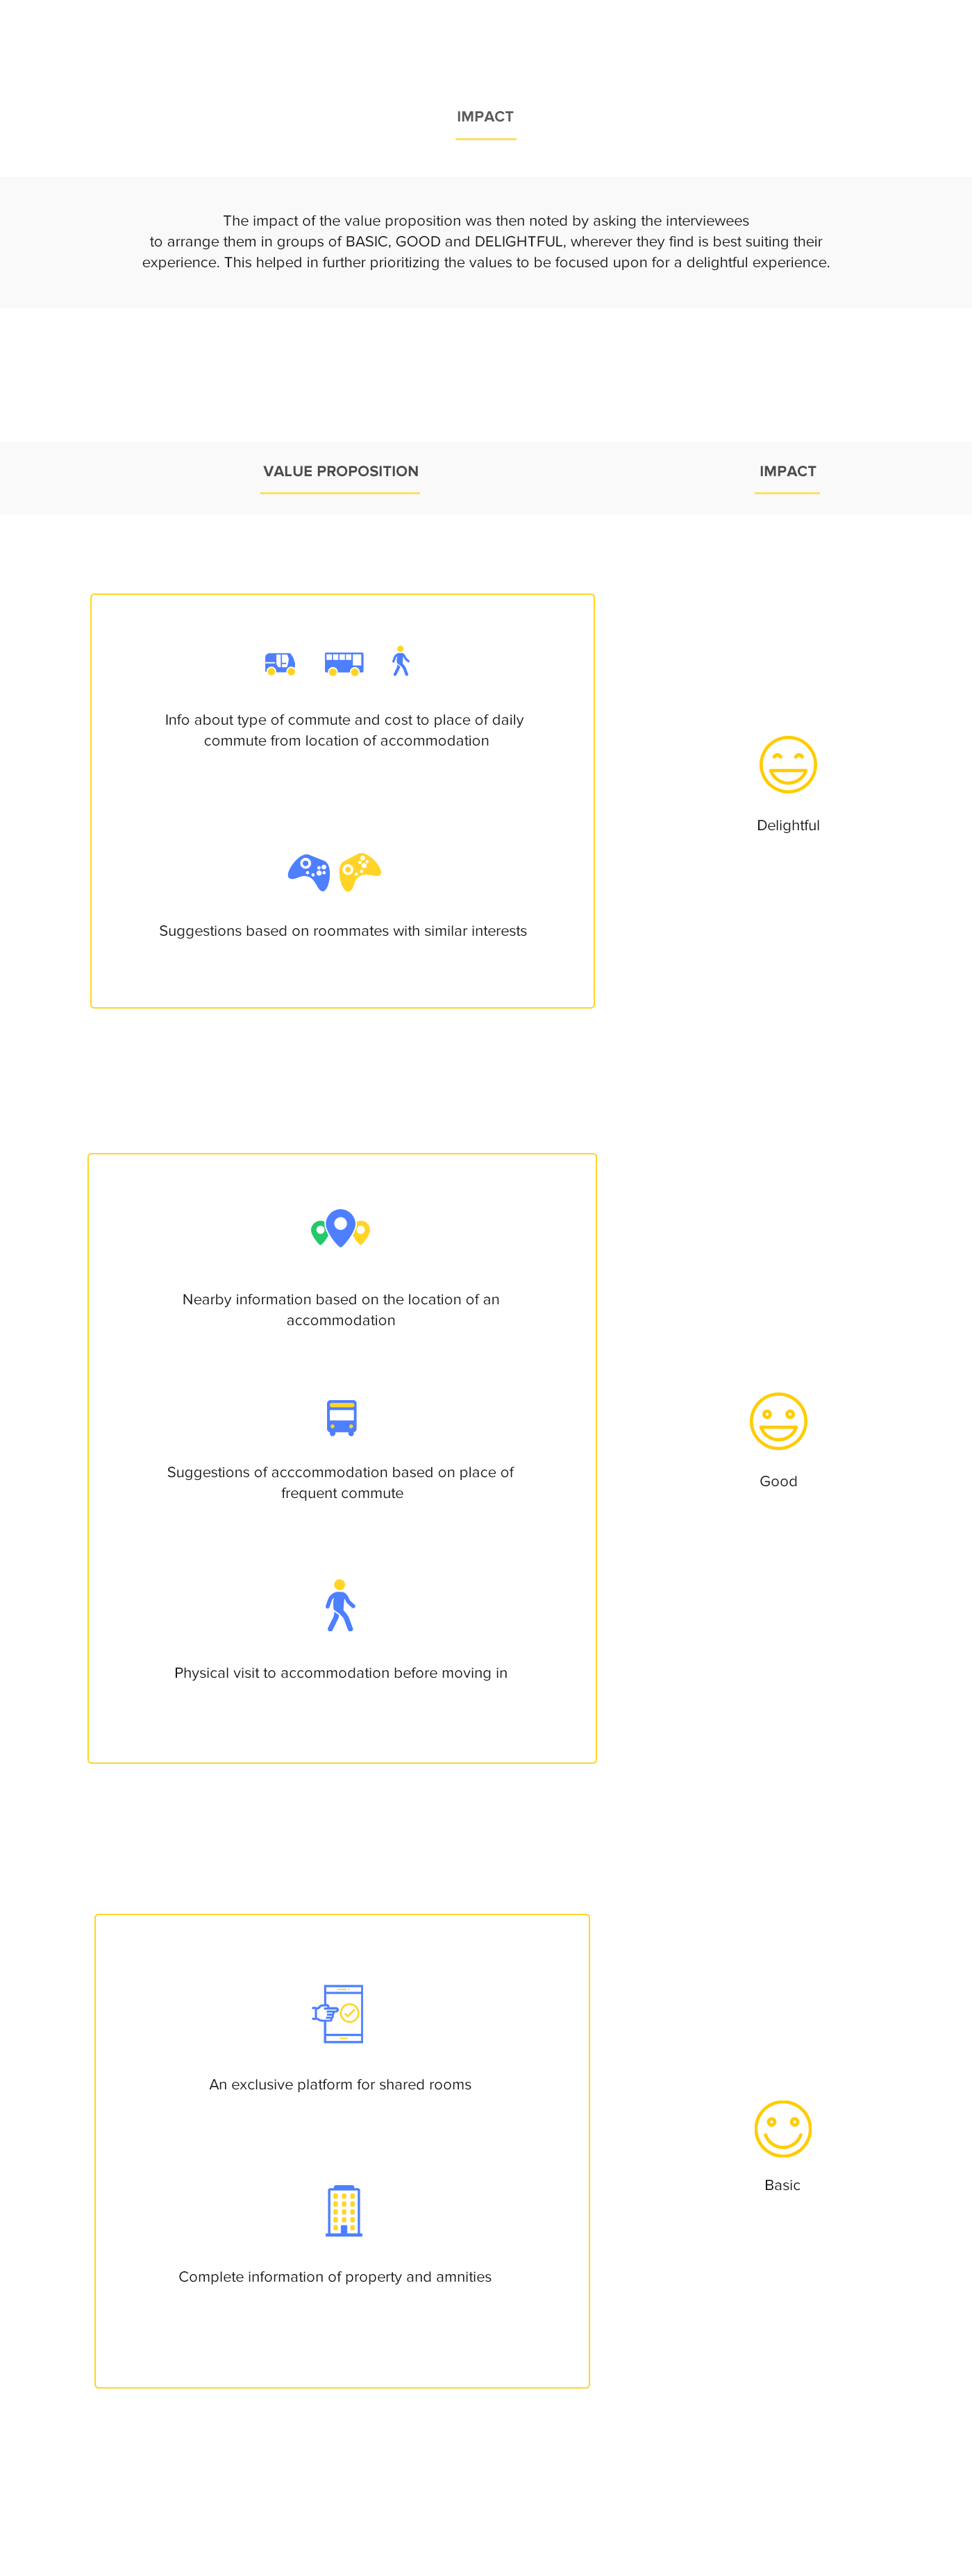 IMPACT
The impact of the value proposition was then noted by asking the interviewees
to arrange them in groups of BASIC, GOOD and DELIGHTFUL, wherever they find is best suiting their
experience. This helped in further prioritizing the values to be focused upon for a delightful experience.
VALUE PROPOSITION
IMPACT
Info about type of commute and cost to place of daily
commute from location of accommodation
Suggestions based on roommates with similar interests
Delightful
Nearby information based on the location of an
accommodation
Suggestions of acccommodation based on place of
frequent commute
Physical visit to accommodation before moving in
Good
An exclusive platform for shared rooms
Complete information of property and amnities
Basic